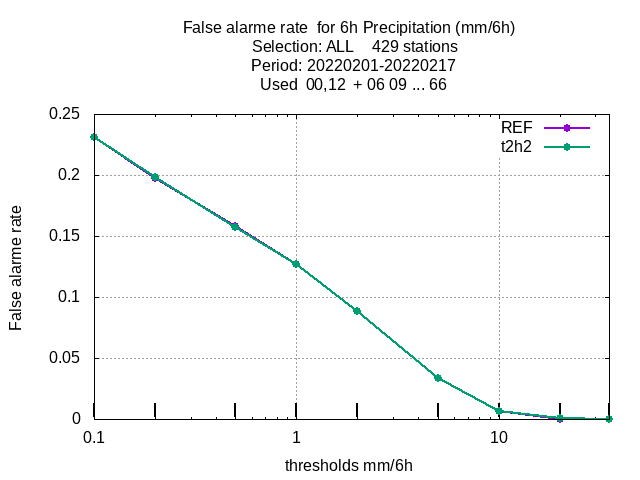 False alarme rate  for 6h Precipitation (mm/6h)
Selection: ALL    429 stations
Period: 20220201-20220217
Used  00,12  + 06 09 ... 66
0.25
REF
t2h2
0.2
0.15
0.1
0.05
0
False alarme rate
0.1
1
10
thresholds mm/6h